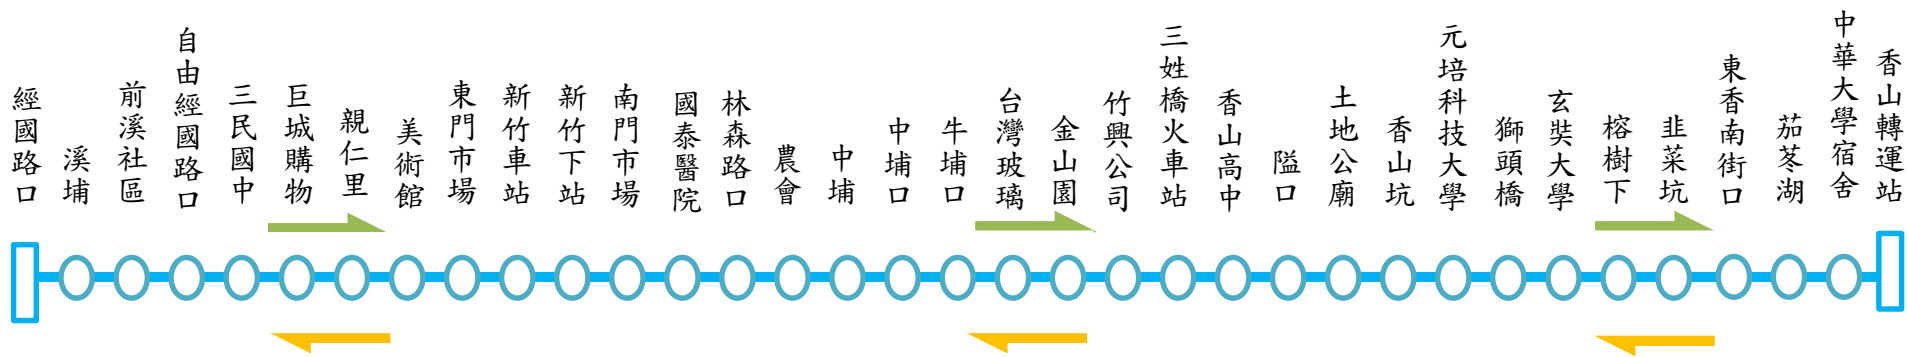 經國路口
溪埔
前溪社區
自由經國路口
三民國中
巨城購物
親仁里
美術館
東門市場
新竹車站
新竹下站
南門市場
國泰醫院
林森路口
農會
中埔
中埔口
牛埔口
台灣玻璃
金山園
竹興公司
三姓橋火車站
香山高中
隘口
土地公廟
香山坑
元培科技大學
獅頭橋
玄奘大學
榕樹下
韭菜坑
東香南街口
茄苳湖
中華大學宿舍
香山轉運站